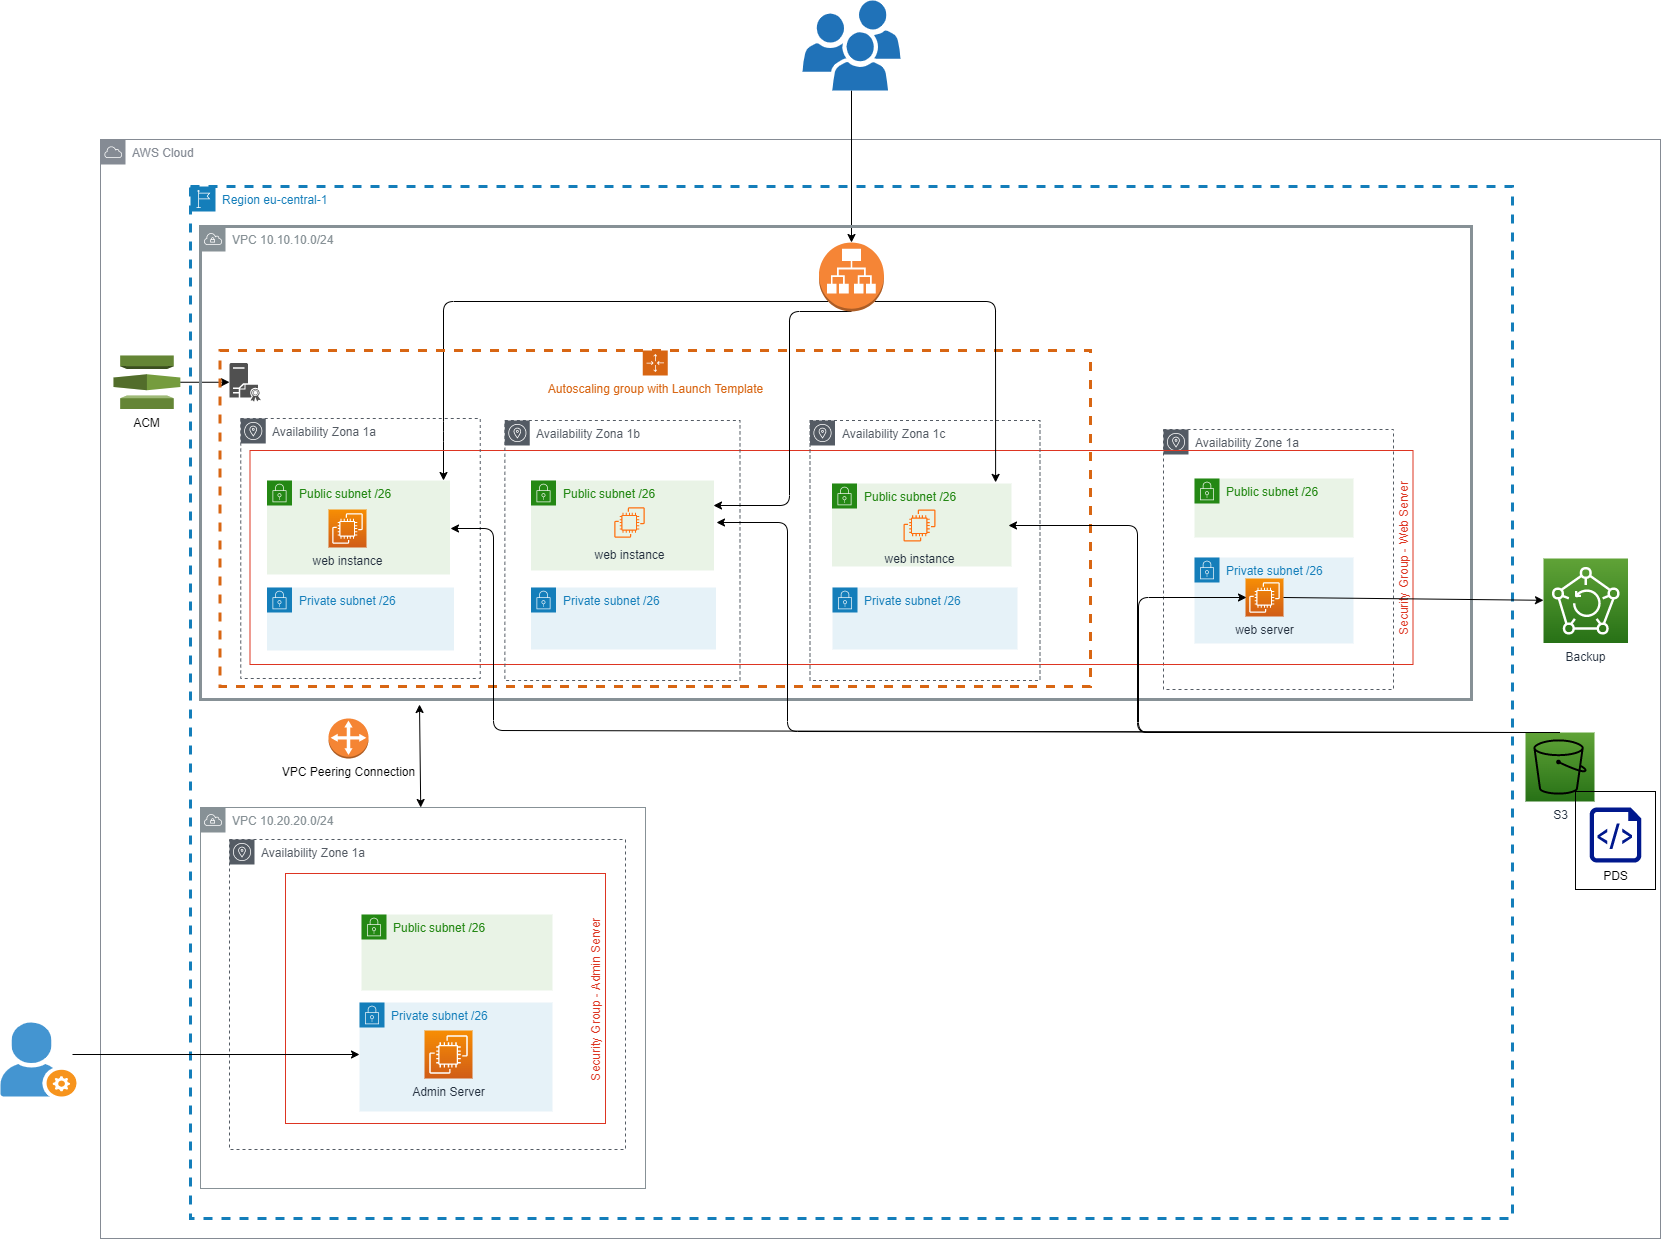 AWS Cloud
Region eu-central-1
VPC 10.10.10.0/24
Autoscaling group with Launch Template
ACM
Availability Zona 1a
Availability Zona 1b
Availability Zona 1c
Availability Zone 1a
Public subnet /26
web instance
Private subnet /26
Public subnet /26
web instance
Private subnet /26
Public subnet /26
web instance
Private subnet /26
Public subnet /26
Private subnet /26
web server
Security Group - Web Server
Backup
VPC Peering Connection
S3
</>
PDS
VPC 10.20.20.0/24
Availability Zone 1a
Public subnet /26
Private subnet /26
Admin Server
Security Group - Admin Server